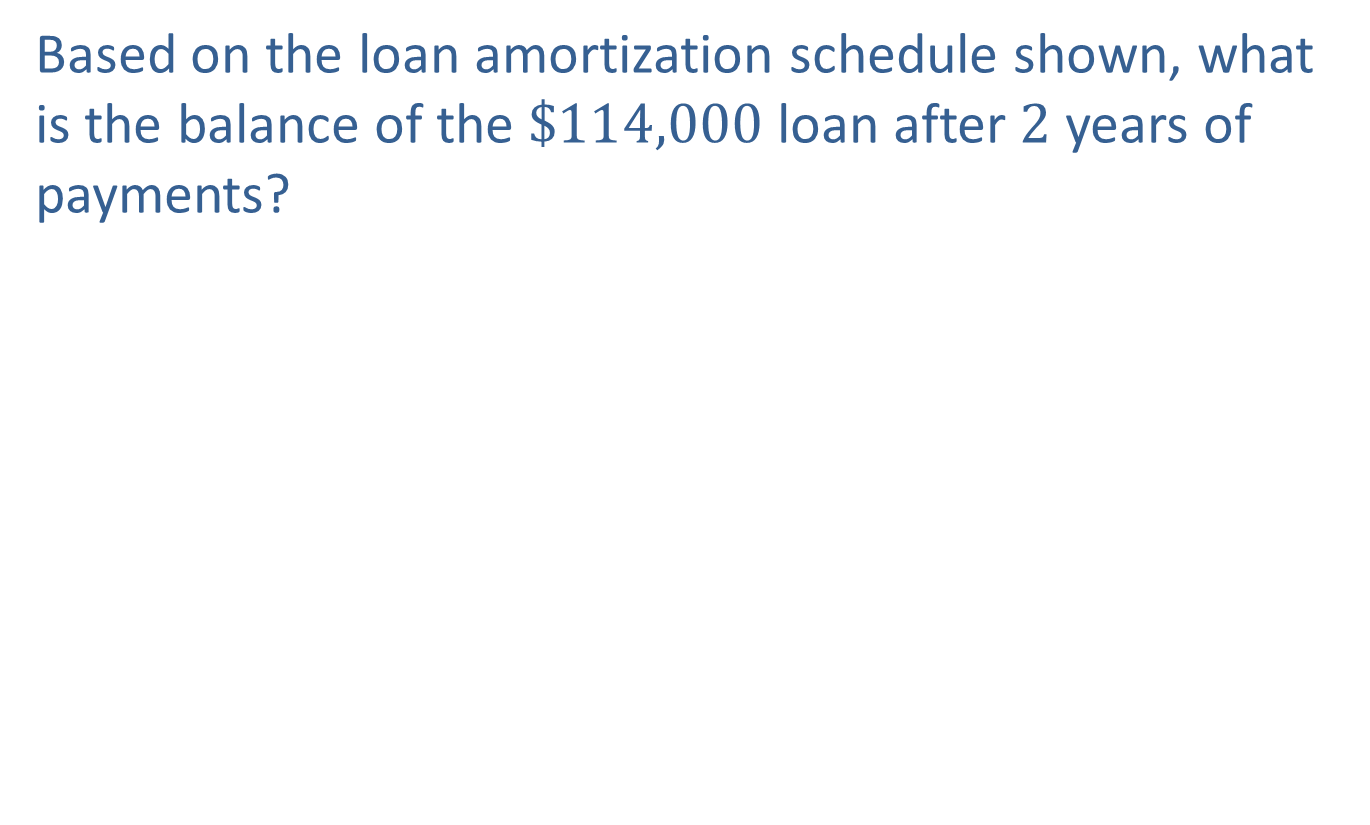 Based on the loan amortization schedule shown, what
is the balance of the $114,000 loan after 2 years of
payments?